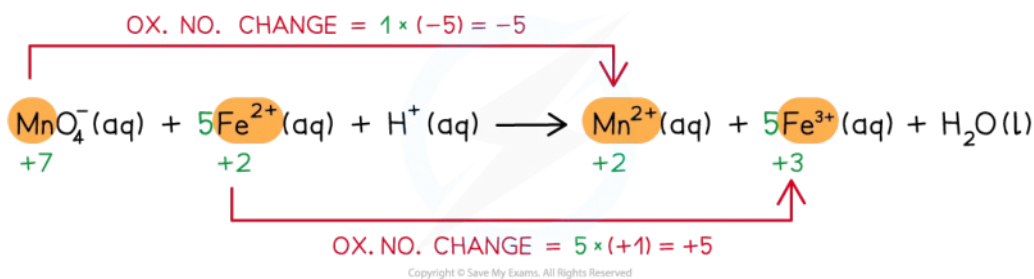 OX. NO. CHANGE = 1 × (−5) = −5
MnO₄⁻(aq) + 5Fe²⁺(aq) + H⁺(aq) ⟶ Mn²⁺(aq) + 5Fe³⁺(aq) + H₂O(l)
+7 +2 +2 +3
OX. NO. CHANGE = 5 × (+1) = +5
Copyright © Save My Exams. All Rights Reserved